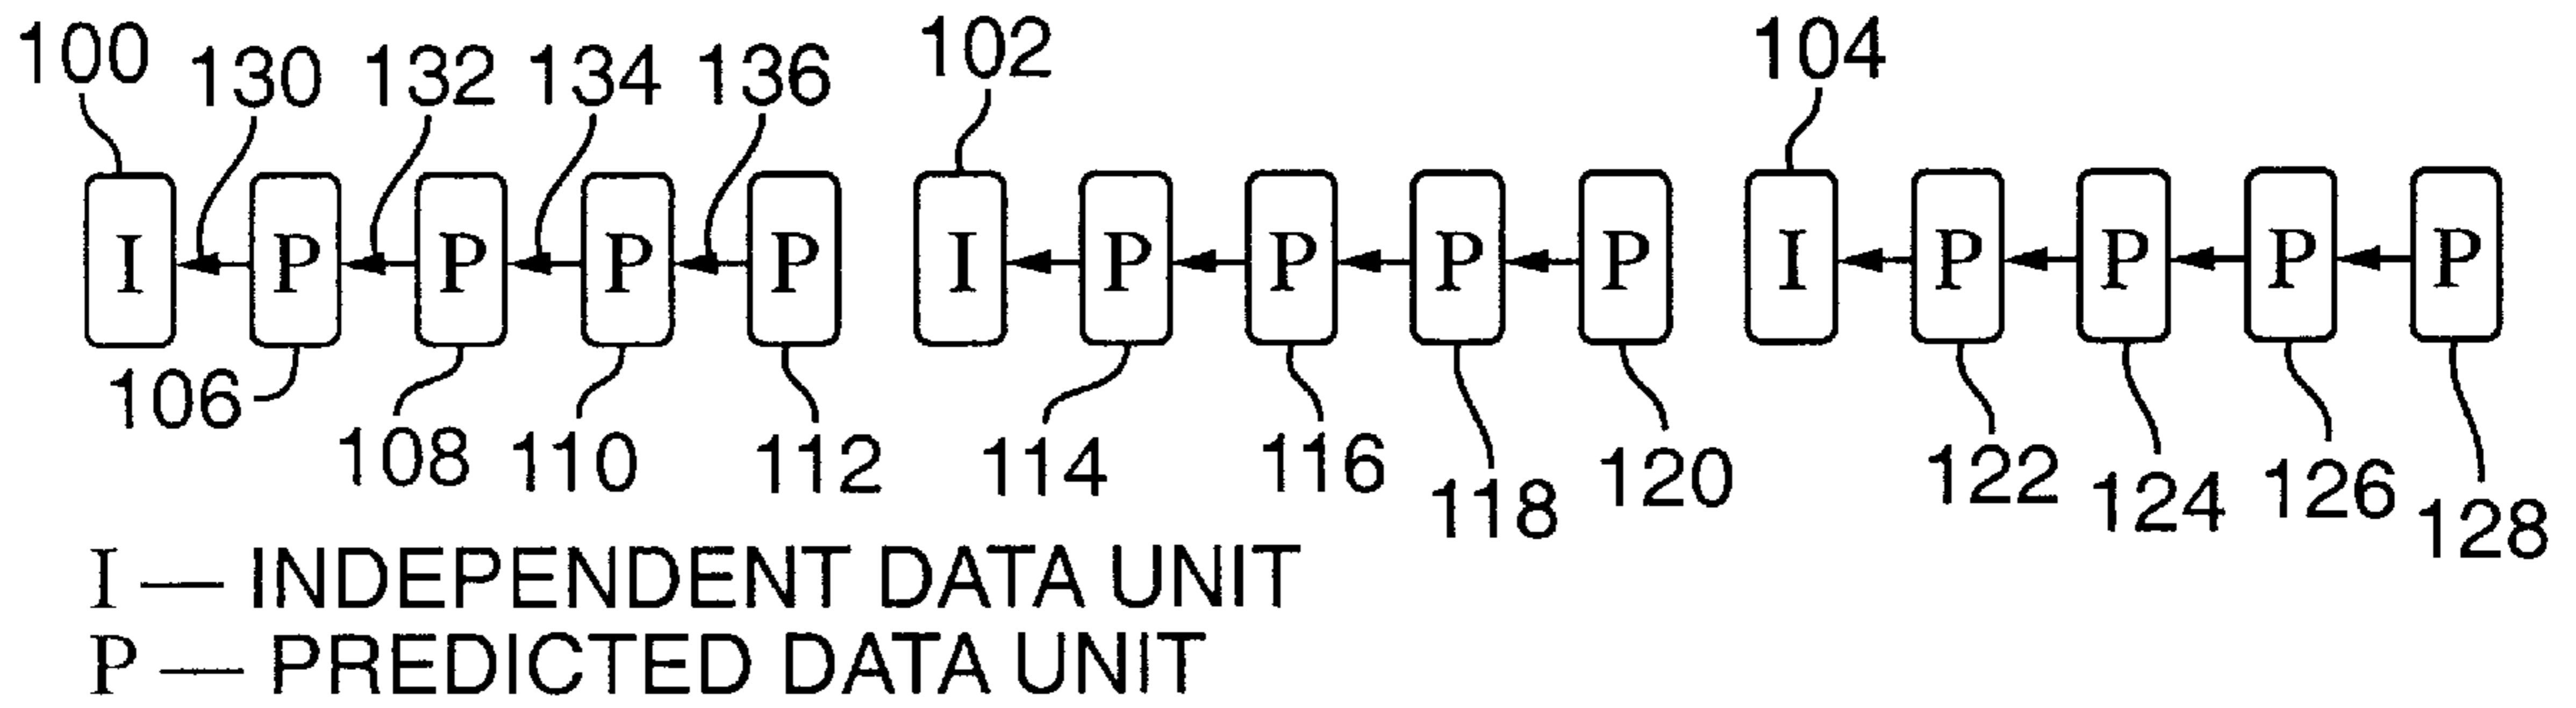 100 130 132 134 136 102 104
I P P P P I P P P P I P P P P
106 108 110 112 114 116 118 120 122 124 126 128
I — INDEPENDENT DATA UNIT
P — PREDICTED DATA UNIT